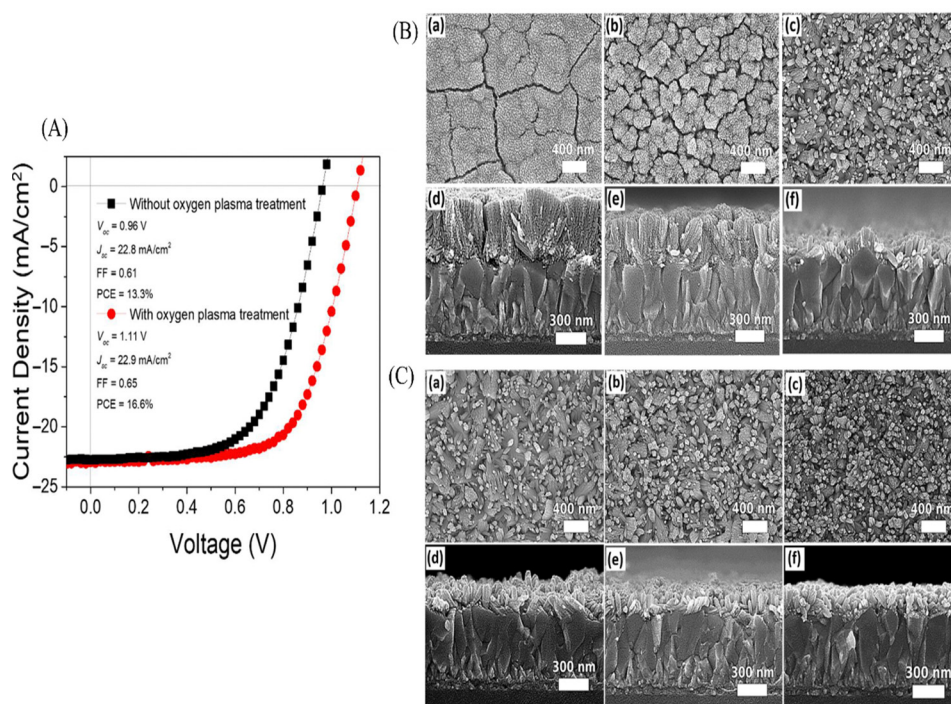 (A)
Current Density (mA/cm²)
0
−5
−10
−15
−20
−25
0.0 0.2 0.4 0.6 0.8 1.0 1.2
Voltage (V)
Without oxygen plasma treatment
Voc = 0.96 V
Jsc = 22.8 mA/cm²
FF = 0.61
PCE = 13.3%
With oxygen plasma treatment
Voc = 1.11 V
Jsc = 22.9 mA/cm²
FF = 0.65
PCE = 16.6%
(B)
(a) (b) (c)
400 nm 400 nm 400 nm
(d) (e) (f)
300 nm 300 nm 300 nm
(C)
(a) (b) (c)
400 nm 400 nm 400 nm
(d) (e) (f)
300 nm 300 nm 300 nm